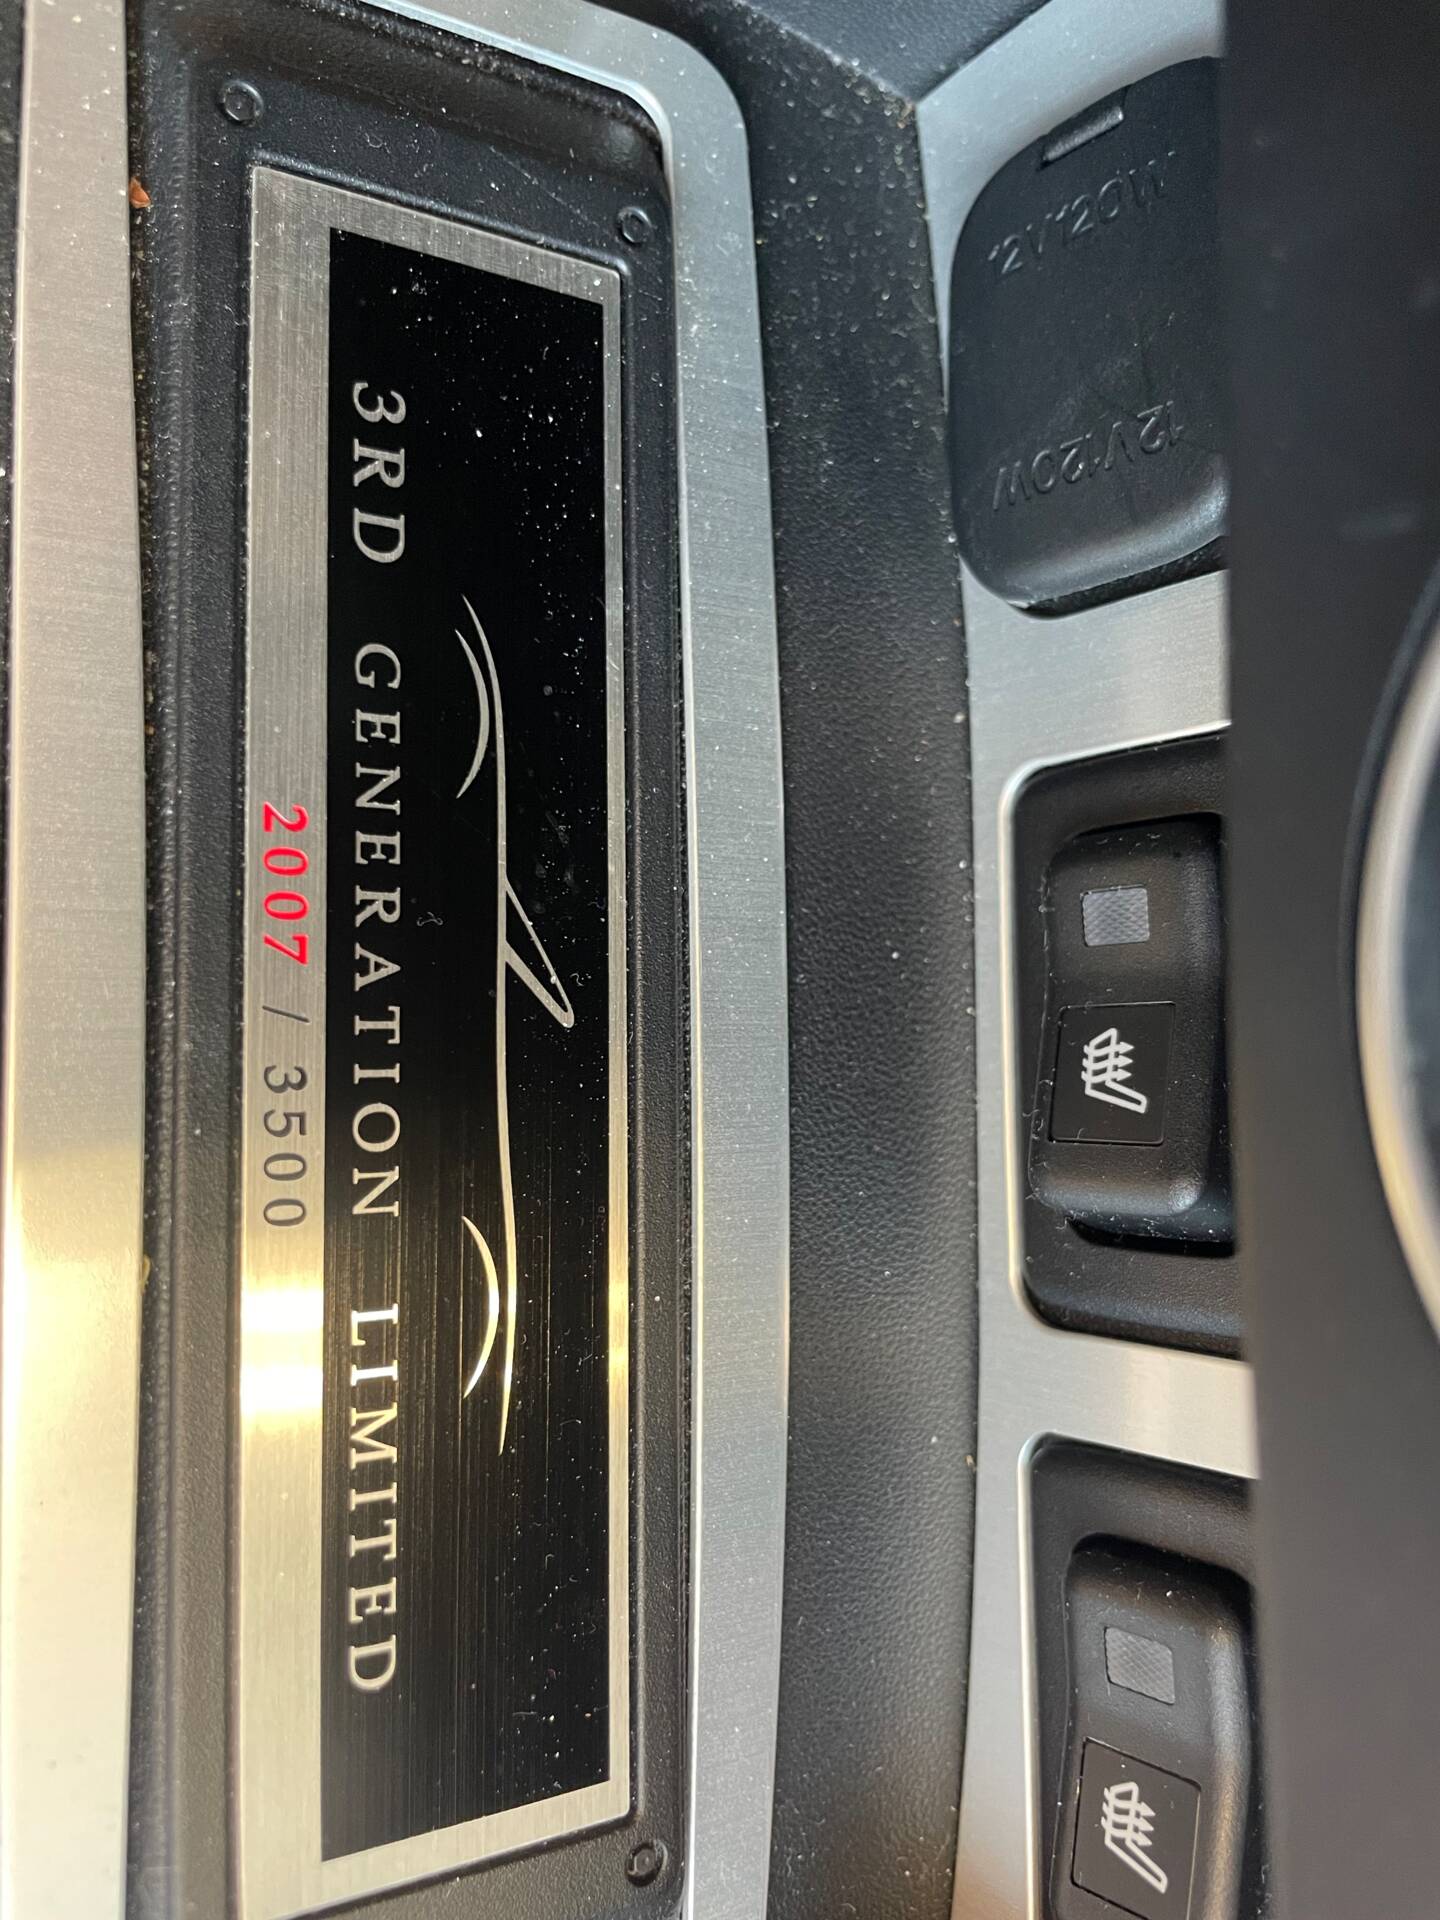 3RD GENERATION LIMITED
2007 / 3500
12V120W
12V120W